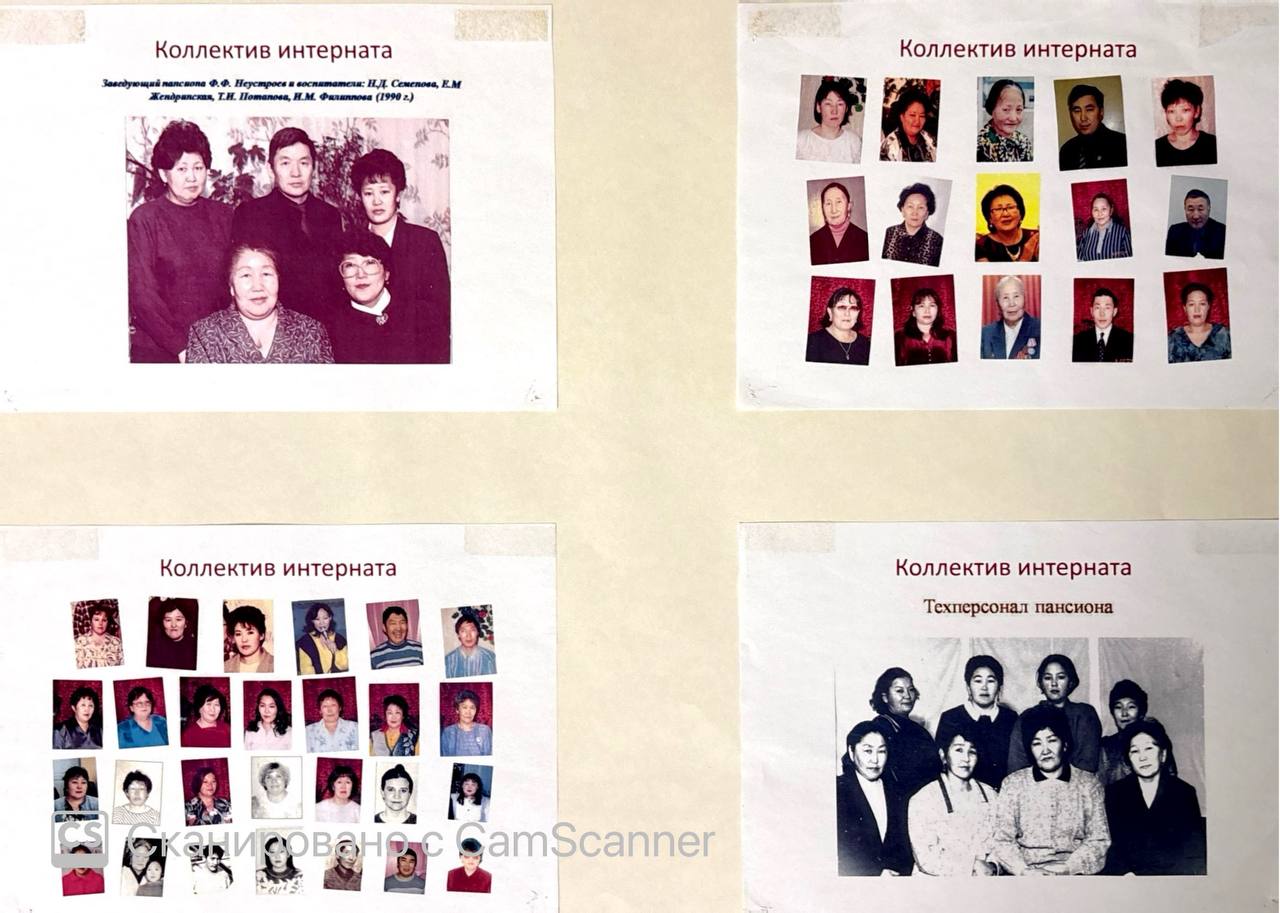 Коллектив интерната
Заведующий пансиона Ф.Ф. Неустроев и воспитатели: Н.Д. Семенова, Е.М
Жендринская, Т.Н. Потапова, И.М. Филиппова (1990 г.)
Коллектив интерната
Коллектив интерната
Коллектив интерната
Техперсонал пансиона
CS Сканировано с CamScanner